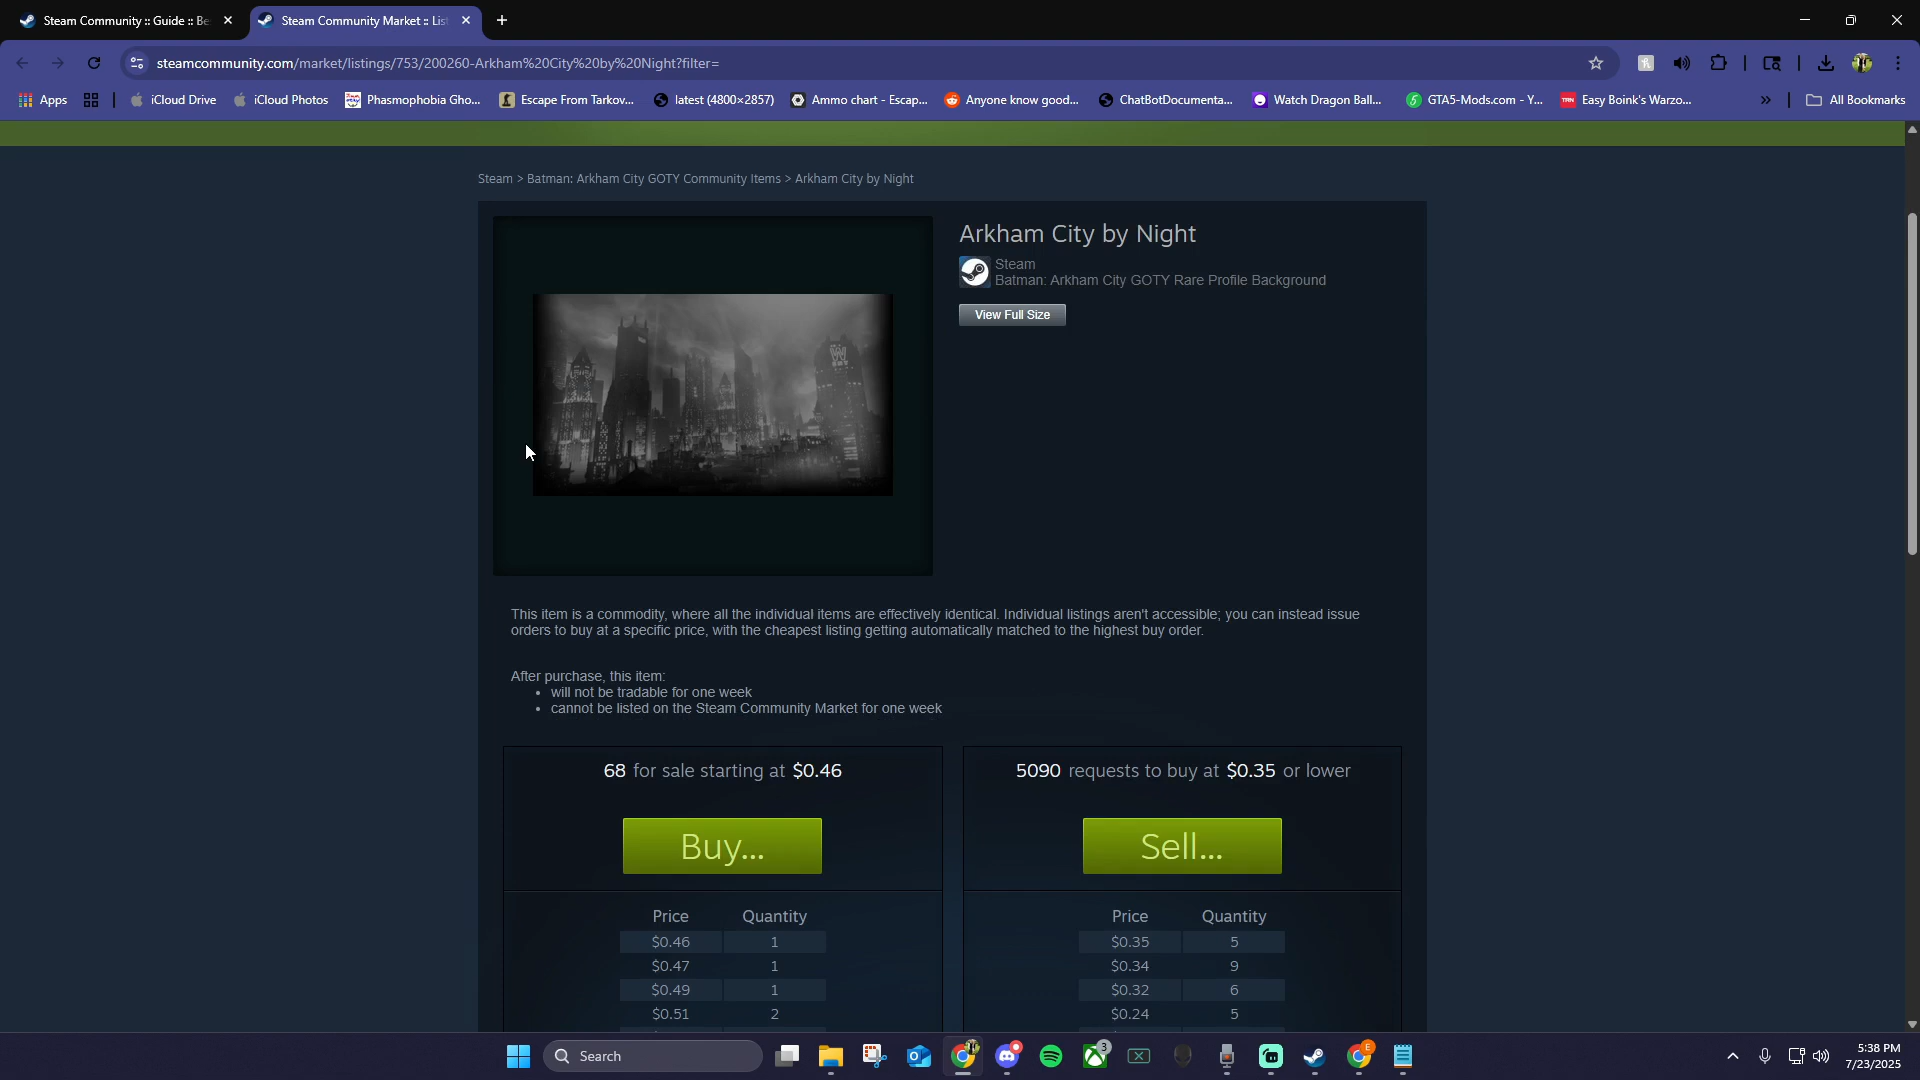 Steam Community :: Guide :: Be
Steam Community Market :: List
steamcommunity.com/market/listings/753/200260-Arkham%20City%20by%20Night?filter=
Apps
iCloud Drive
iCloud Photos
Phasmophobia Gho...
Escape From Tarkov...
latest (4800×2857)
Ammo chart - Escap...
Anyone know good...
ChatBotDocumenta...
Watch Dragon Ball...
GTA5-Mods.com - Y...
TRN
Easy Boink's Warzo...
»
All Bookmarks
Steam > Batman: Arkham City GOTY Community Items > Arkham City by Night
Arkham City by Night
Steam
Batman: Arkham City GOTY Rare Profile Background
View Full Size
This item is a commodity, where all the individual items are effectively identical. Individual listings aren't accessible; you can instead issue
orders to buy at a specific price, with the cheapest listing getting automatically matched to the highest buy order.
After purchase, this item:
• will not be tradable for one week
• cannot be listed on the Steam Community Market for one week
68 for sale starting at $0.46
Buy...
Price Quantity
$0.46 1
$0.47 1
$0.49 1
$0.51 2
5090 requests to buy at $0.35 or lower
Sell...
Price Quantity
$0.35 5
$0.34 9
$0.32 6
$0.24 5
Search
3
5:38 PM
7/23/2025